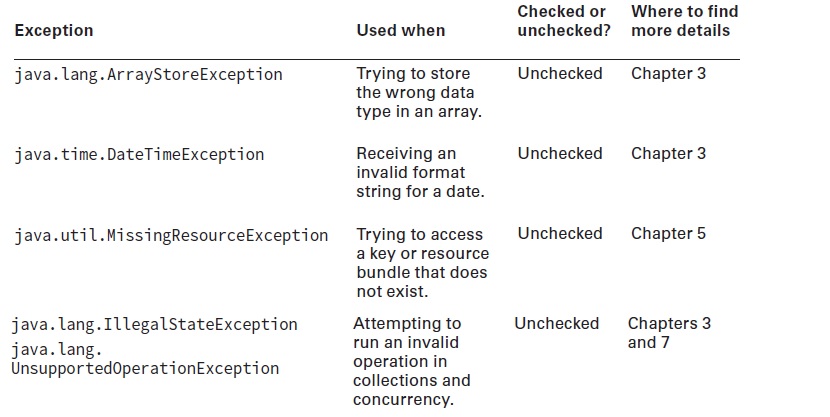 Exception Used when Checked or unchecked? Where to find more details
java.lang.ArrayStoreException Trying to store Unchecked Chapter 3
the wrong data
type in an array.
java.time.DateTimeException Receiving an Unchecked Chapter 3
invalid format
string for a date.
java.util.MissingResourceException Trying to access Unchecked Chapter 5
a key or resource
bundle that does
not exist.
java.lang.IllegalStateException Attempting to Unchecked Chapters 3
java.lang. run an invalid and 7
UnsupportedOperationException operation in
collections and
concurrency.